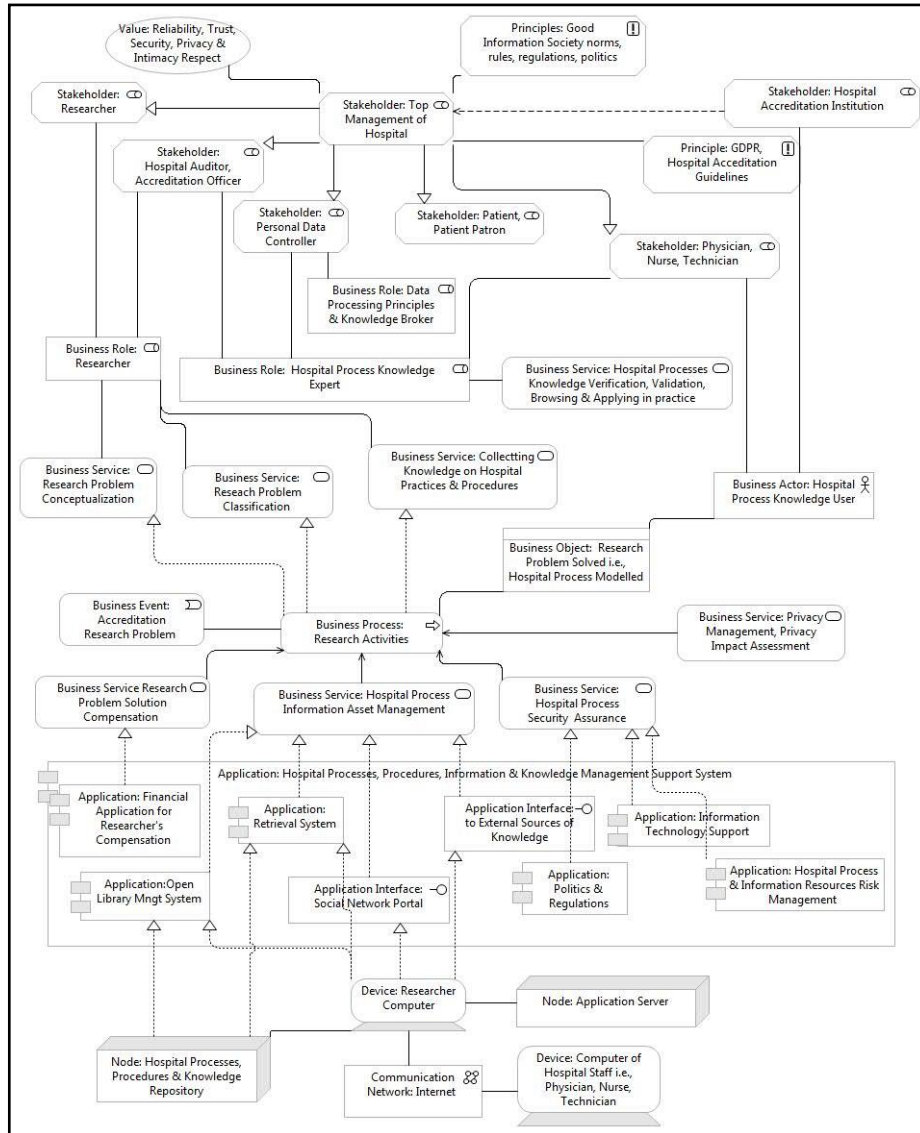 Value: Reliability, Trust,
Security, Privacy &
Intimacy Respect
Principles: Good
Information Society norms,
rules, regulations, politics
Stakeholder:
Researcher
Stakeholder: Top
Management of
Hospital
Stakeholder: Hospital
Accreditation Institution
Stakeholder:
Hospital Auditor,
Accreditation Officer
Principle: GDPR,
Hospital Acceditation
Guidelines
Stakeholder:
Personal Data
Controller
Stakeholder: Patient,
Patient Patron
Stakeholder: Physician,
Nurse, Technician
Business Role: Data
Processing Principles
& Knowledge Broker
Business Role:
Researcher
Business Role: Hospital Process Knowledge
Expert
Business Service: Hospital Processes
Knowledge Verification, Validation,
Browsing & Applying in practice
Business Service:
Research Problem
Conceptualization
Business Service:
Reseach Problem
Classification
Business Service: Collectting
Knowledge on Hospital
Practices & Procedures
Business Actor: Hospital
Process Knowledge User
Business Object: Research
Problem Solved i.e.,
Hospital Process Modelled
Business Event:
Accreditation
Research Problem
Business Process:
Research Activities
Business Service: Privacy
Management, Privacy
Impact Assessment
Business Service Research
Problem Solution
Compensation
Business Service: Hospital Process
Information Asset Management
Business Service:
Hospital Process
Security Assurance
Application: Hospital Processes, Procedures, Information & Knowledge Management Support System
Application: Financial
Application for
Researcher's
Compensation
Application:
Retrieval System
Application Interface:
to External Sources of
Knowledge
Application: Information
Technology Support
Application:Open
Library Mngt System
Application Interface:
Social Network Portal
Application:
Politics &
Regulations
Application: Hospital Process
& Information Resources Risk
Management
Device: Researcher
Computer
Node: Application Server
Node: Hospital Processes,
Procedures & Knowledge
Repository
Communication
Network: Internet
Device: Computer of
Hospital Staff i.e.,
Physician, Nurse,
Technician